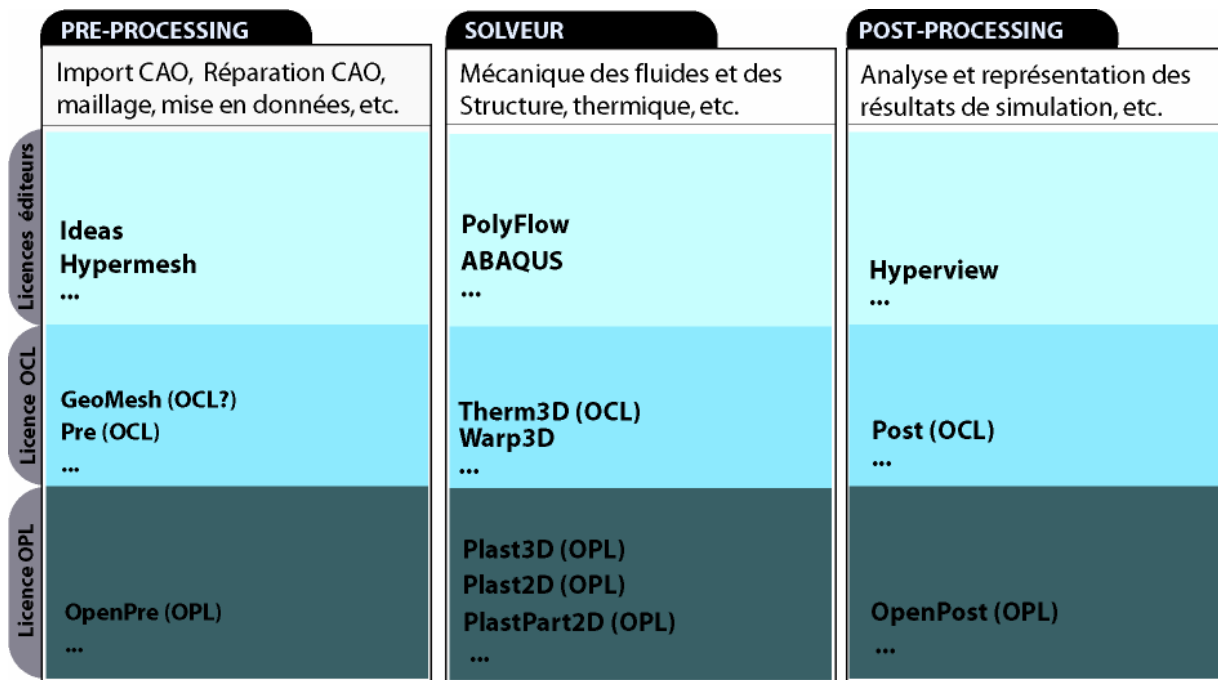 PRE-PROCESSING
Import CAO, Réparation CAO,
maillage, mise en données, etc.
SOLVEUR
Mécanique des fluides et des
Structure, thermique, etc.
POST-PROCESSING
Analyse et représentation des
résultats de simulation, etc.
Licences éditeurs
Ideas
Hypermesh
...
PolyFlow
ABAQUS
...
Hyperview
...
Licence OCL
GeoMesh (OCL?)
Pre (OCL)
...
Therm3D (OCL)
Warp3D
...
Post (OCL)
...
Licence OPL
OpenPre (OPL)
...
Plast3D (OPL)
Plast2D (OPL)
PlastPart2D (OPL)
...
OpenPost (OPL)
...